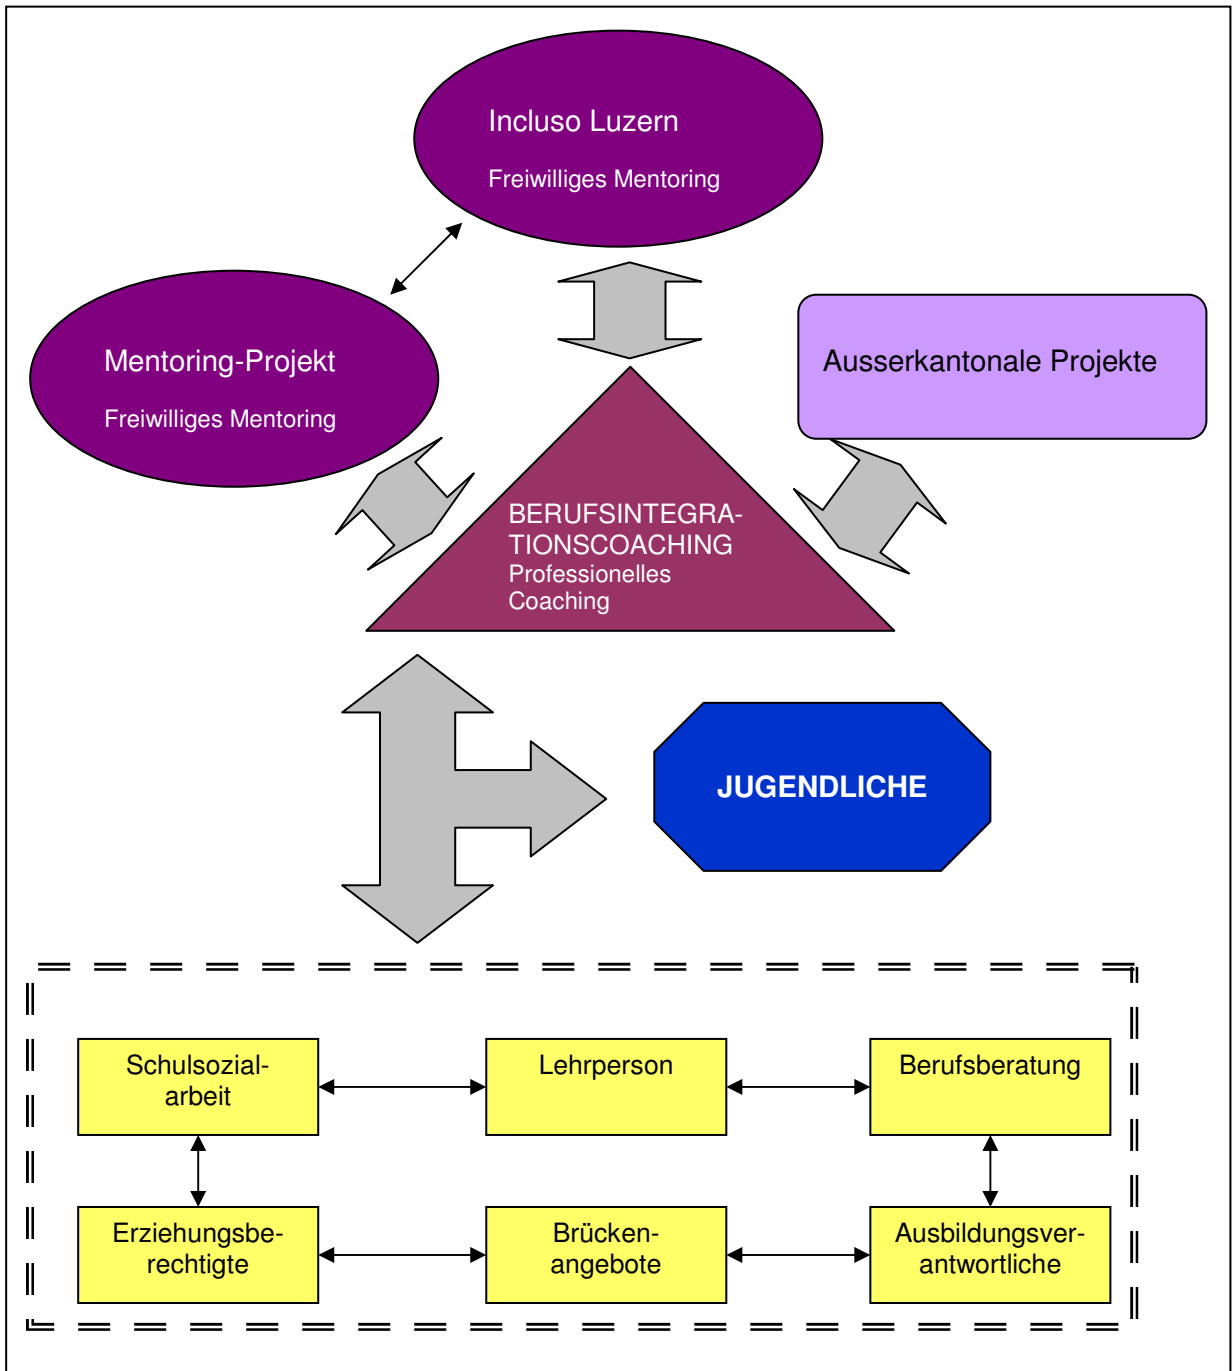 Incluso Luzern
Freiwilliges Mentoring
Mentoring-Projekt
Freiwilliges Mentoring
Ausserkantonale Projekte
BERUFSINTEGRA-
TIONSCOACHING
Professionelles
Coaching
JUGENDLICHE
Schulsozial-
arbeit
Lehrperson
Berufsberatung
Erziehungsbe-
rechtigte
Brücken-
angebote
Ausbildungsver-
antwortliche